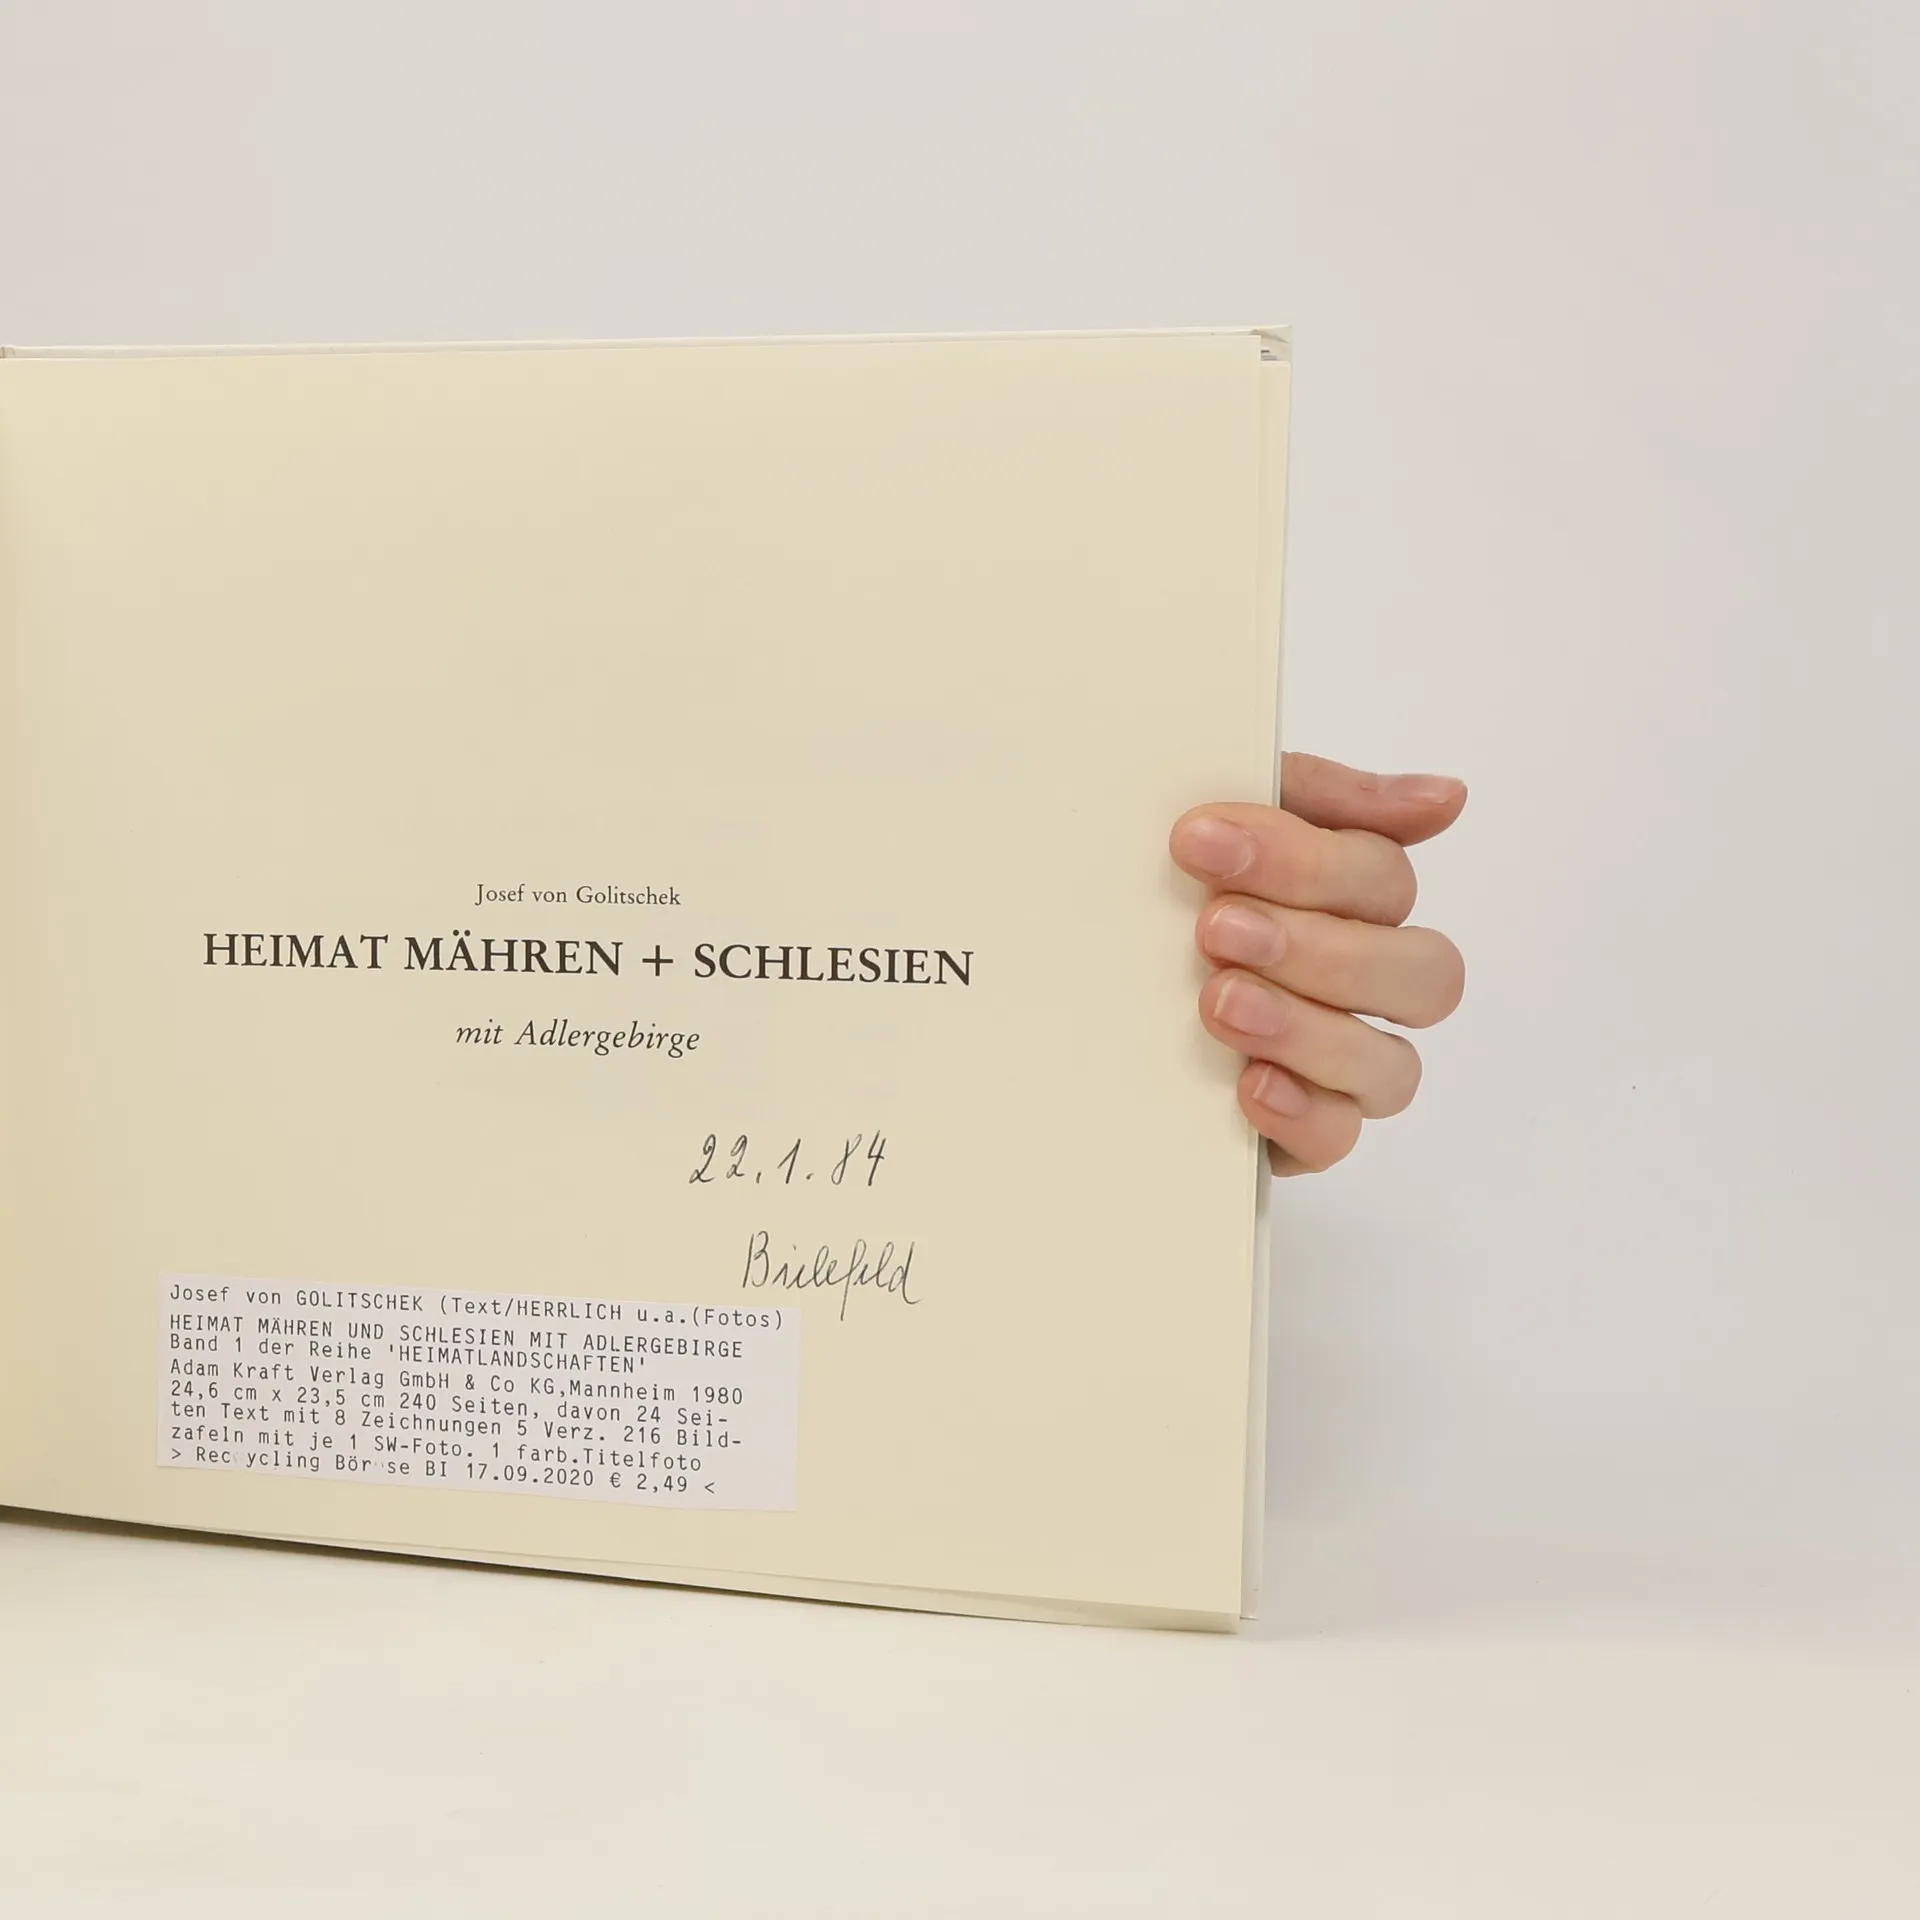 Josef von Golitschek
HEIMAT MÄHREN + SCHLESIEN
mit Adlergebirge
22.1.84
Bielefeld
Josef von GOLITSCHEK (Text/HERRLICH u.a.(Fotos)
HEIMAT MÄHREN UND SCHLESIEN MIT ADLERGEBIRGE
Band 1 der Reihe 'HEIMATLANDSCHAFTEN'
Adam Kraft Verlag GmbH & Co KG,Mannheim 1980
24,6 cm x 23,5 cm 240 Seiten, davon 24 Sei-
ten Text mit 8 Zeichnungen 5 Verz. 216 Bild-
zafeln mit je 1 SW-Foto. 1 farb.Titelfoto
> Recycling Börse BI 17.09.2020 € 2,49 <